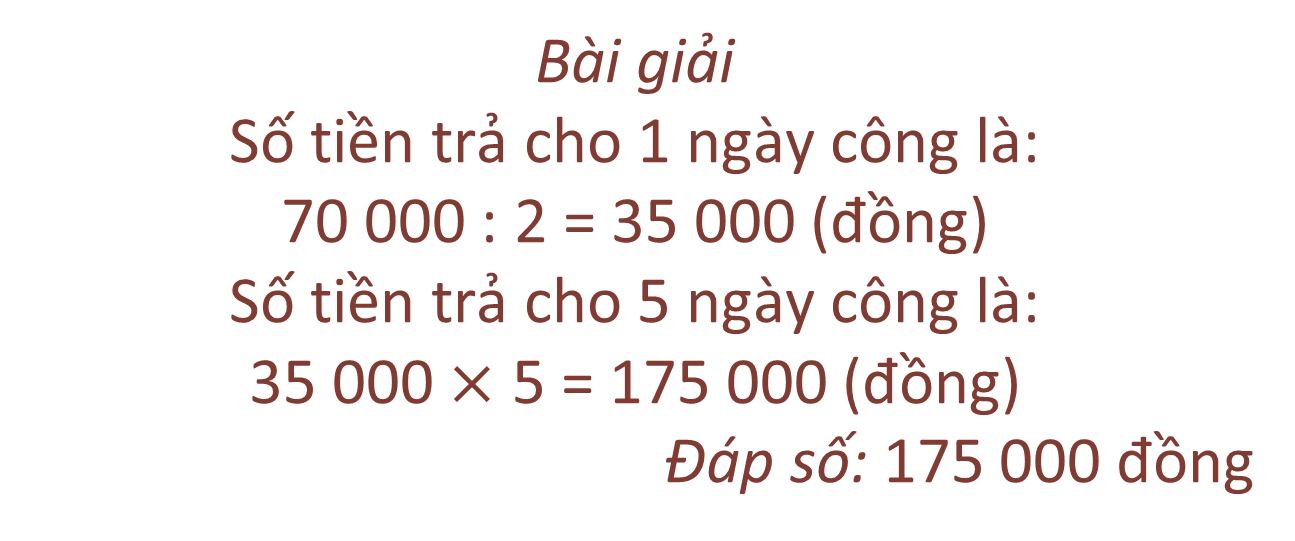 Bài giải
Số tiền trả cho 1 ngày công là:
70 000 : 2 = 35 000 (đồng)
Số tiền trả cho 5 ngày công là:
35 000 × 5 = 175 000 (đồng)
Đáp số: 175 000 đồng